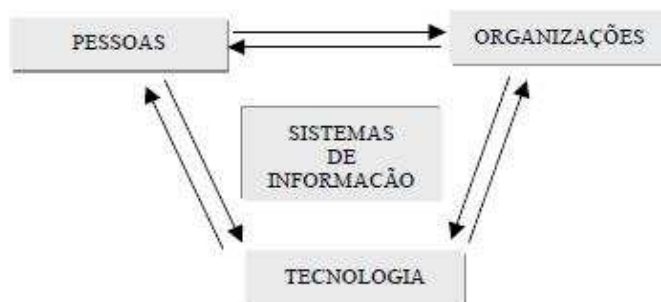 PESSOAS
ORGANIZAÇÕES
SISTEMAS
DE
INFORMACÃO
TECNOLOGIA